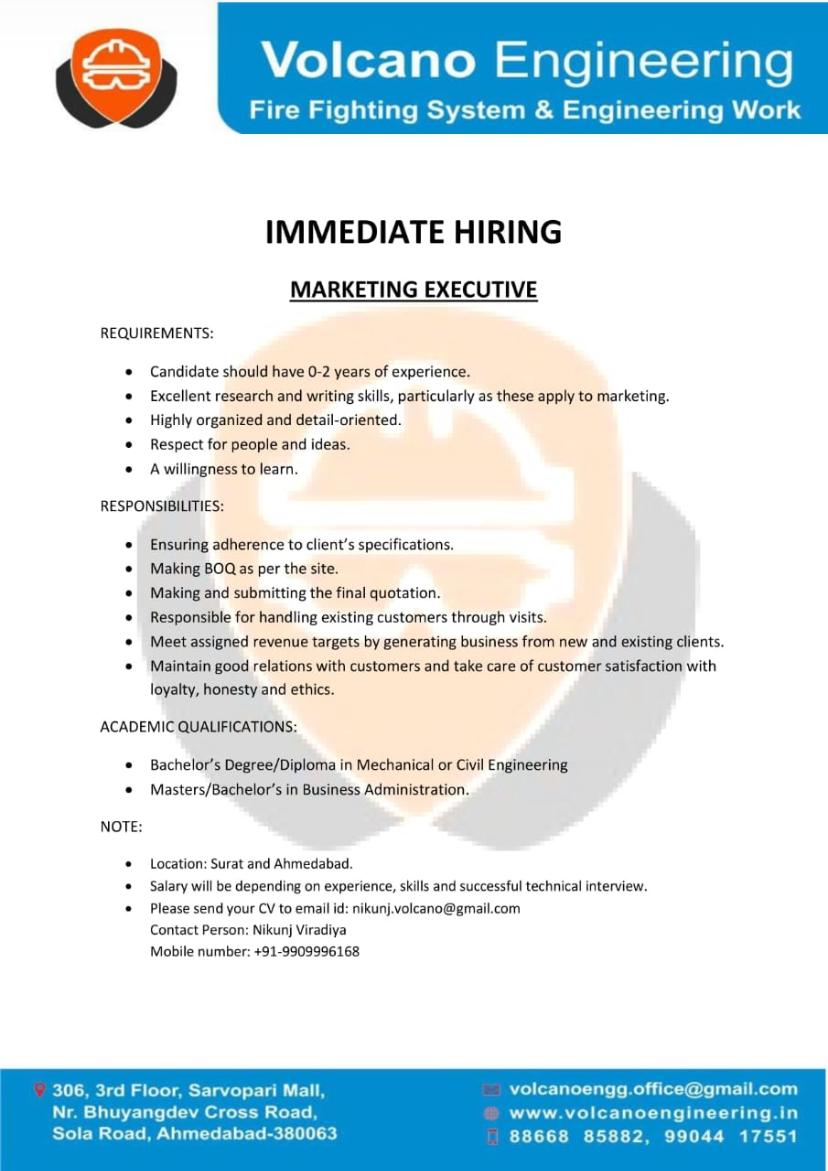 Volcano Engineering
Fire Fighting System & Engineering Work
IMMEDIATE HIRING
MARKETING EXECUTIVE
REQUIREMENTS:
• Candidate should have 0-2 years of experience.
• Excellent research and writing skills, particularly as these apply to marketing.
• Highly organized and detail-oriented.
• Respect for people and ideas.
• A willingness to learn.
RESPONSIBILITIES:
• Ensuring adherence to client’s specifications.
• Making BOQ as per the site.
• Making and submitting the final quotation.
• Responsible for handling existing customers through visits.
• Meet assigned revenue targets by generating business from new and existing clients.
• Maintain good relations with customers and take care of customer satisfaction with
loyalty, honesty and ethics.
ACADEMIC QUALIFICATIONS:
• Bachelor’s Degree/Diploma in Mechanical or Civil Engineering
• Masters/Bachelor’s in Business Administration.
NOTE:
• Location: Surat and Ahmedabad.
• Salary will be depending on experience, skills and successful technical interview.
• Please send your CV to email id: nikunj.volcano@gmail.com
Contact Person: Nikunj Viradiya
Mobile number: +91-9909996168
306, 3rd Floor, Sarvopari Mall,
Nr. Bhuyangdev Cross Road,
Sola Road, Ahmedabad-380063
volcanoengg.office@gmail.com
www.volcanoengineering.in
88668 85882, 99044 17551